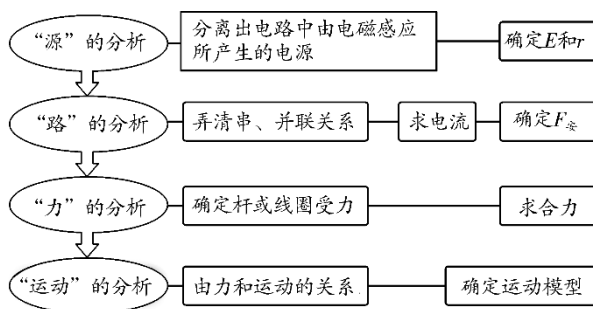 “源”的分析
分离出电路中由电磁感应
所产生的电源
确定E和r
“路”的分析
弄清串、并联关系
求电流
确定F安
“力”的分析
确定杆或线圈受力
求合力
“运动”的分析
由力和运动的关系
确定运动模型